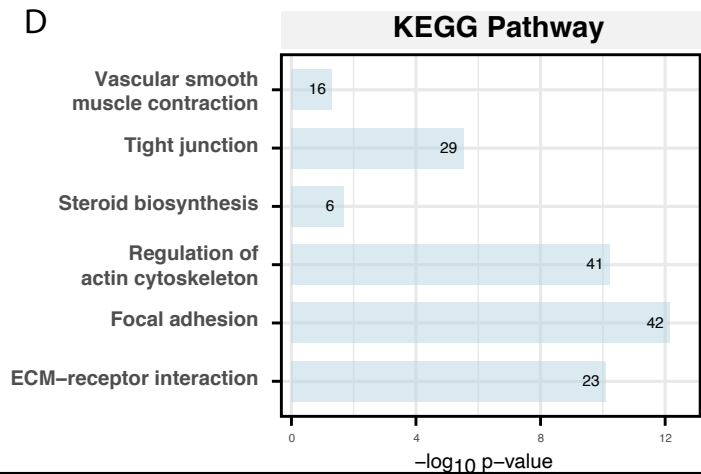 D
KEGG Pathway
Vascular smooth
muscle contraction
16
Tight junction
29
Steroid biosynthesis
6
Regulation of
actin cytoskeleton
41
Focal adhesion
42
ECM−receptor interaction
23
0 4 8 12
−log10 p−value